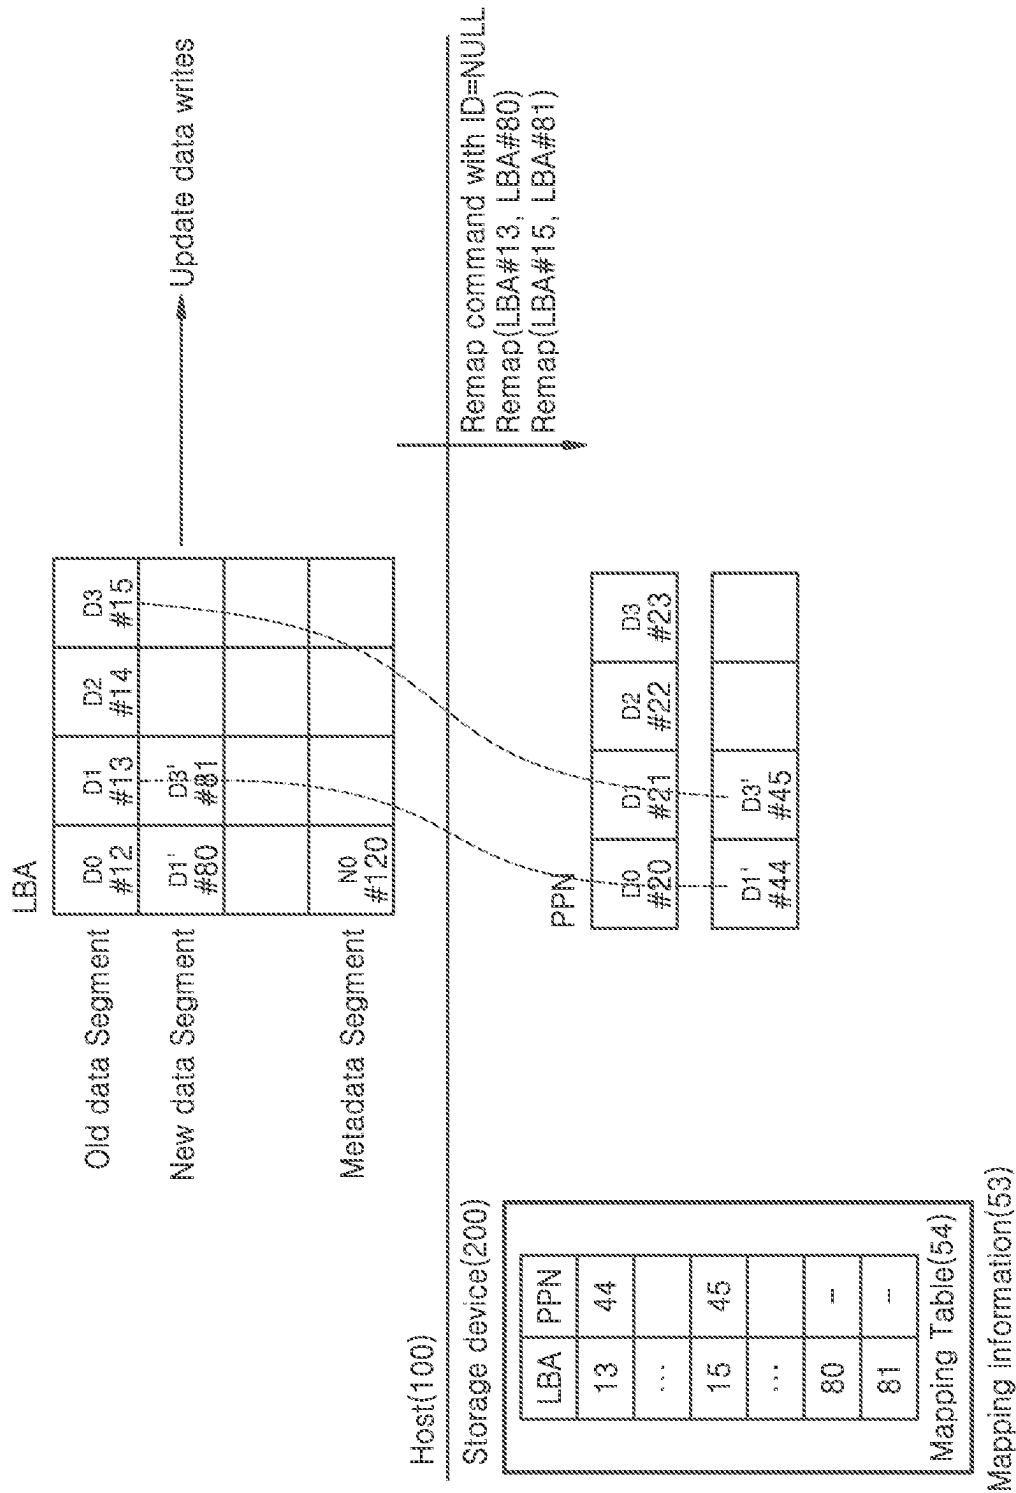 LBA
Old data Segment
D0 D1 D2 D3
#12 #13 #14 #15
New data Segment
D1' D3'
#80 #81
Update data writes
Metadada Segment
N0
#120
Host(100)
Storage device(200)
Remap command with ID=NULL
Remap(LBA#13, LBA#80)
Remap(LBA#15, LBA#81)
LBA PPN
13 44
...
15 45
...
80 –
81 –
Mapping Table(54)
Mapping information(53)
PPN
D0 D1 D2 D3
#20 #21 #22 #23
D1' D3'
#44 #45